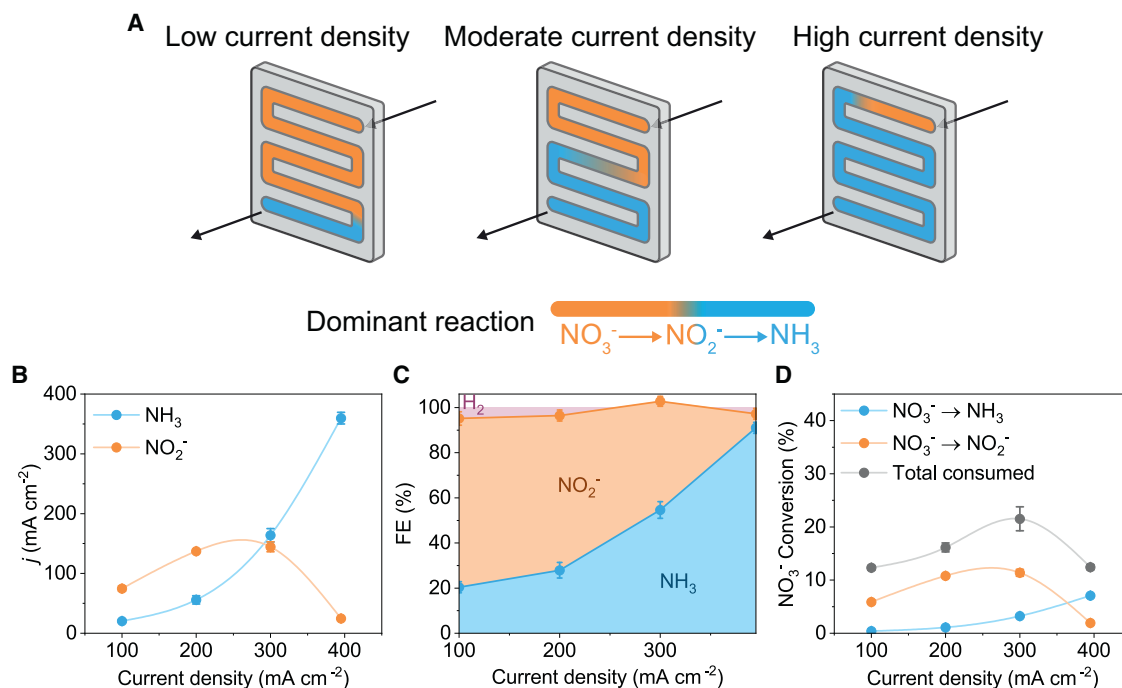 A
Low current density
Moderate current density
High current density
Dominant reaction
NO₃⁻→NO₂⁻→NH₃
B
400
300
200
100
0
j (mA cm⁻²)
NH₃
NO₂⁻
100
200
300
400
Current density (mA cm⁻²)
C
100
80
60
40
20
0
FE (%)
H₂
NO₂⁻
NH₃
100
200
300
Current density (mA cm⁻²)
D
40
30
20
10
0
NO₃⁻ Conversion (%)
NO₃⁻ → NH₃
NO₃⁻ → NO₂⁻
Total consumed
100
200
300
400
Current density (mA cm⁻²)